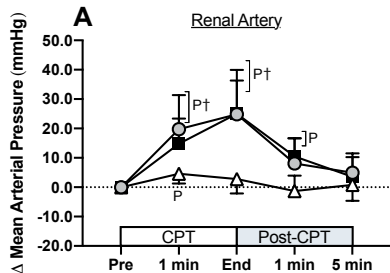 A
Renal Artery
Δ Mean Arterial Pressure (mmHg)
50.0
40.0
30.0
20.0
10.0
0.0
-10.0
-20.0
P†
P†
P
P
CPT
Post-CPT
Pre
1 min
End
1 min
5 min